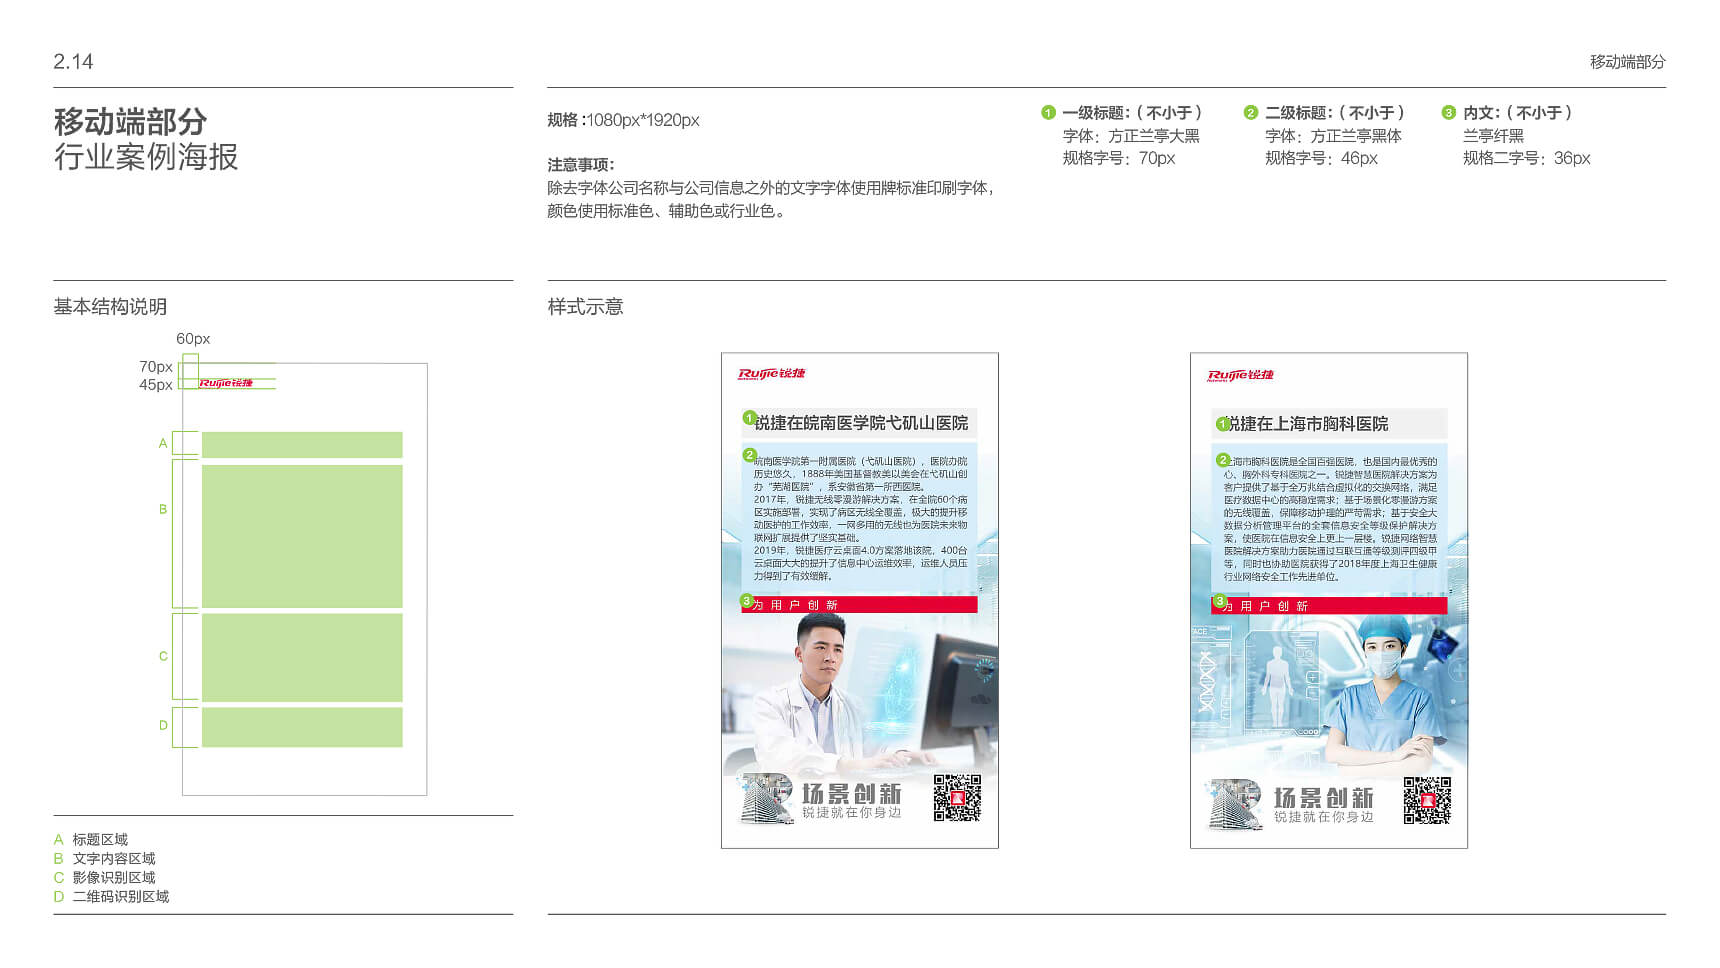 2.14
移动端部分
移动端部分
行业案例海报
规格：1080px*1920px
注意事项：
除去字体公司名称与公司信息之外的文字字体使用牌标准印刷字体，
颜色使用标准色、辅助色或行业色。
1 一级标题：（不小于）
字体：方正兰亭大黑
规格字号：70px
2 二级标题：（不小于）
字体：方正兰亭黑体
规格字号：46px
3 内文：（不小于）
兰亭纤黑
规格二字号：36px
基本结构说明
60px
70px
45px
Ruijie锐捷
A
B
C
D
A 标题区域
B 文字内容区域
C 影像识别区域
D 二维码识别区域
样式示意
Ruijie锐捷
1
锐捷在皖南医学院弋矶山医院
2
皖南医学院第一附属医院（弋矶山医院），医院办院
历史悠久，1888年美国基督教美以美会在弋矶山创
办“芜湖医院”，系安徽省第一所西医院。
2017年，锐捷无线零漫游解决方案，在全院60个病
区实施部署，实现了病区无线全覆盖，极大的提升移
动医护的工作效率，一网多用的无线也为医院未来物
联网扩展提供了坚实基础。
2019年，锐捷医疗云桌面4.0方案落地该院，400台
云桌面大大的提升了信息中心运维效率，运维人员压
力得到了有效缓解。
3
为用户创新
场景创新
锐捷就在你身边
Ruijie锐捷
1
锐捷在上海市胸科医院
2
上海市胸科医院是全国百强医院，也是国内最优秀的
心、胸外科专科医院之一。锐捷智慧医院解决方案为
客户提供了基于全万兆结合虚拟化的交换网络，满足
医疗数据中心的高稳定需求；基于场景化零漫游方案
的无线覆盖，保障移动护理的严苛需求；基于安全大
数据分析管理平台的全套信息安全等级保护解决方
案，使医院在信息安全上更上一层楼。锐捷网络智慧
医院解决方案助力医院通过互联互通等级测评四级甲
等，同时也协助医院获得了2018年度上海卫生健康
行业网络安全工作先进单位。
3
为用户创新
场景创新
锐捷就在你身边